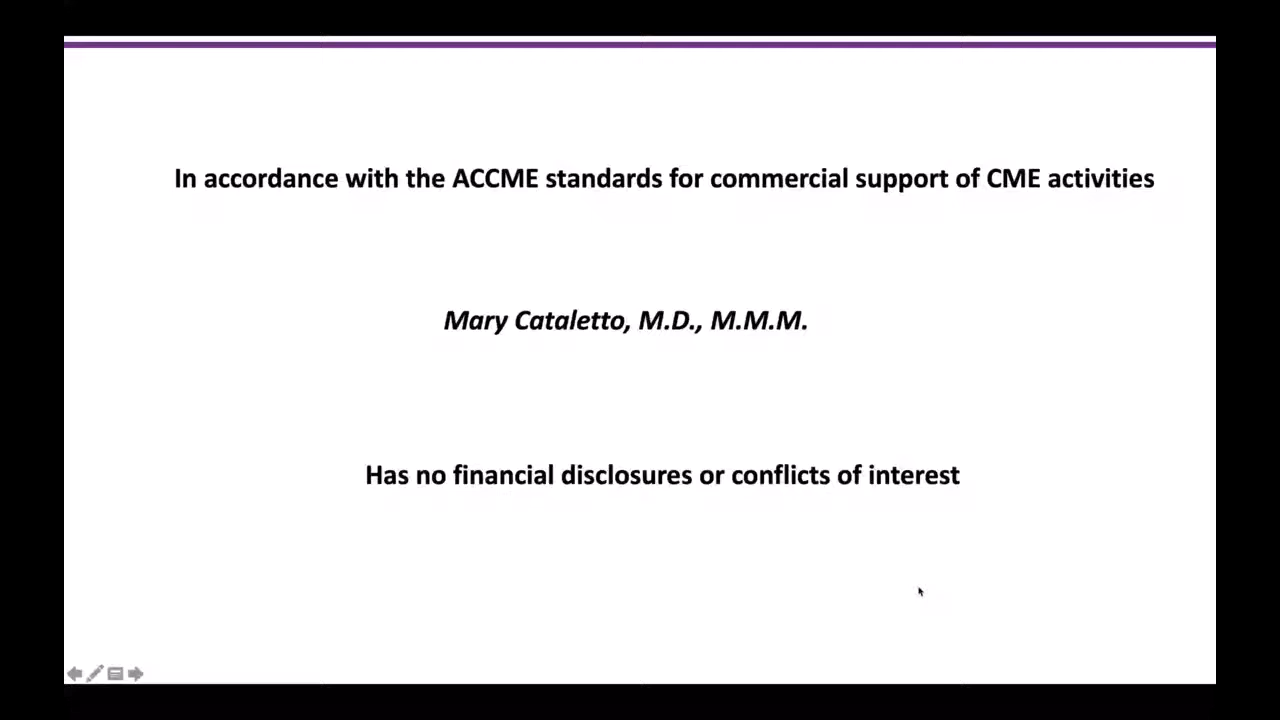 In accordance with the ACCME standards for commercial support of CME activities
Mary Cataletto, M.D., M.M.M.
Has no financial disclosures or conflicts of interest